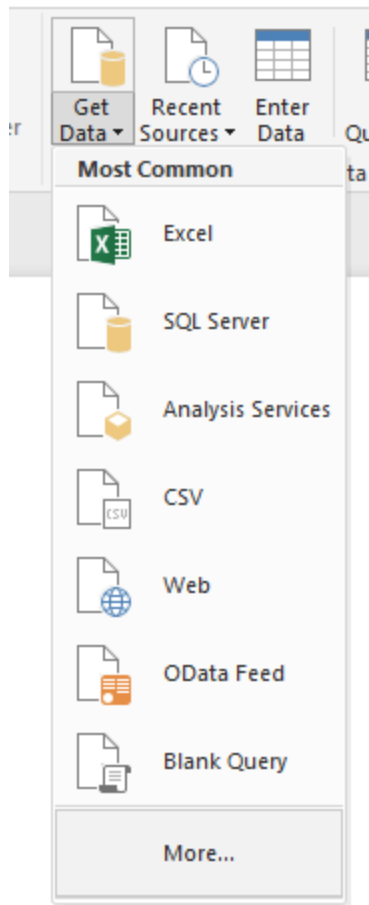 Get Data
Recent Sources
Enter Data
Most Common
Excel
SQL Server
Analysis Services
CSV
CSV
Web
OData Feed
Blank Query
More...